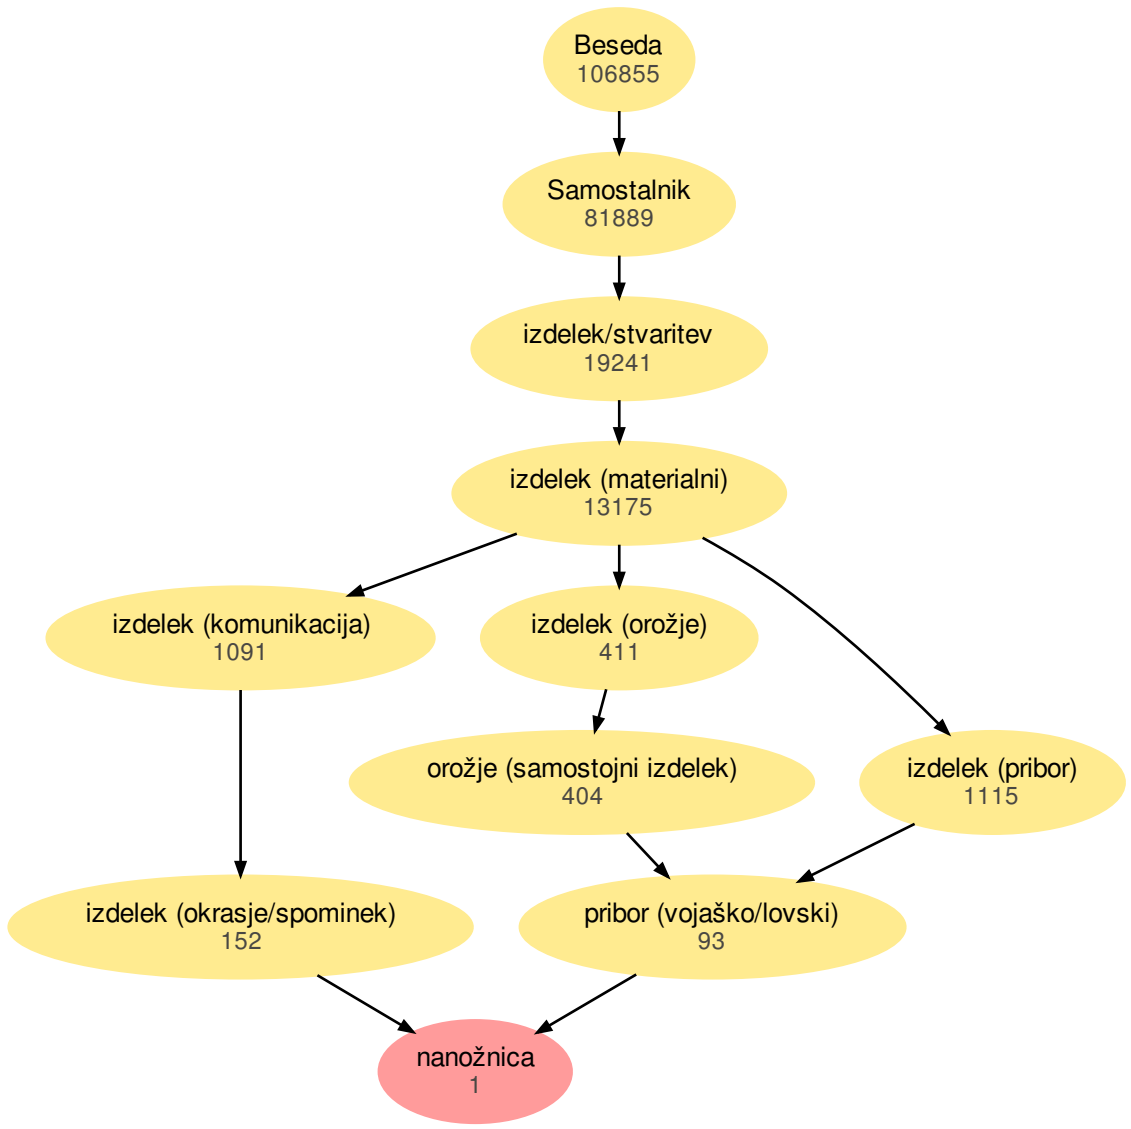 Beseda
106855
Samostalnik
81889
izdelek/stvaritev
19241
izdelek (materialni)
13175
izdelek (komunikacija)
1091
izdelek (orožje)
411
orožje (samostojni izdelek)
404
izdelek (pribor)
1115
izdelek (okrasje/spominek)
152
pribor (vojaško/lovski)
93
nanožnica
1